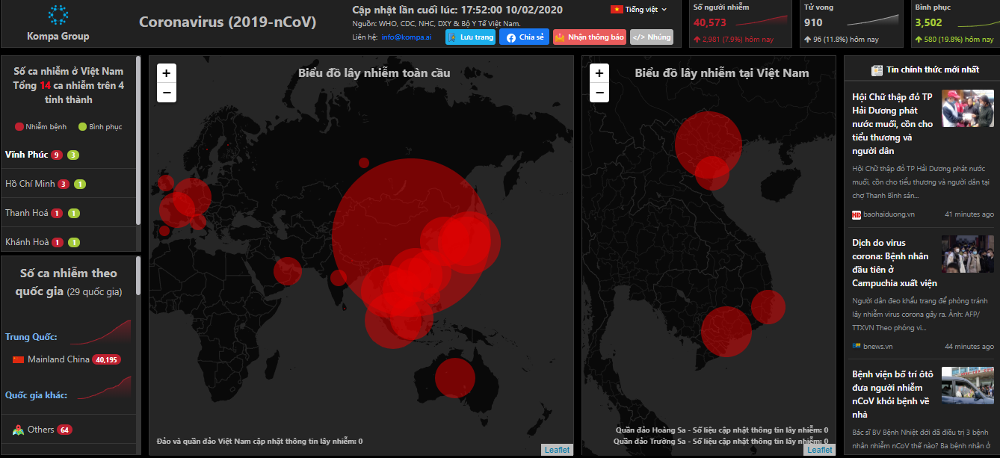 Kompa Group
Coronavirus (2019-nCoV)
Cập nhật lần cuối lúc: 17:52:00 10/02/2020
Nguồn: WHO, CDC, NHC, DXY & Bộ Y Tế Việt Nam.
Liên hệ: info@kompa.ai
Lưu trang
Chia sẻ
Nhận thông báo
</> Nhúng
Tiếng việt
Số người nhiễm
40,573
2,981 (7.9%) hôm nay
Tử vong
910
96 (11.8%) hôm nay
Bình phục
3,502
580 (19.8%) hôm nay
Số ca nhiễm ở Việt Nam
Tổng 14 ca nhiễm trên 4
tỉnh thành
Nhiễm bệnh
Bình phục
Vĩnh Phúc 9 3
Hồ Chí Minh 3 1
Thanh Hoá 1 1
Khánh Hoà 1 1
Số ca nhiễm theo
quốc gia (29 quốc gia)
Trung Quốc:
Mainland China 40,195
Quốc gia khác:
Others 64
+
−
Biểu đồ lây nhiễm toàn cầu
Đảo và quần đảo Việt Nam cập nhật thông tin lây nhiễm: 0
Leaflet
+
−
Biểu đồ lây nhiễm tại Việt Nam
Quần đảo Hoàng Sa - Số liệu cập nhật thông tin lây nhiễm: 0
Quần đảo Trường Sa - Số liệu cập nhật thông tin lây nhiễm: 0
Leaflet
Tin chính thức mới nhất
Hội Chữ thập đỏ TP
Hải Dương phát
nước muối, cồn cho
tiểu thương và
người dân
Hội Chữ thập đỏ TP Hải Dương phát nước
muối, cồn cho tiểu thương và người dân tại
chợ Thanh Bình sán...
HD baohaiduong.vn
41 minutes ago
Dịch do virus
corona: Bệnh nhân
đầu tiên ở
Campuchia xuất viện
Người dân đeo khẩu trang để phòng tránh
lây nhiễm virus corona gây ra. Ảnh: AFP/
TTXVN Theo phóng vi...
bnews.vn
44 minutes ago
Bệnh viện bố trí ôtô
đưa người nhiễm
nCoV khỏi bệnh về
nhà
Bác sĩ BV Bệnh Nhiệt đới đã điều trị 3 bệnh
nhân nhiễm nCoV thế nào? Ba bệnh nhân ở